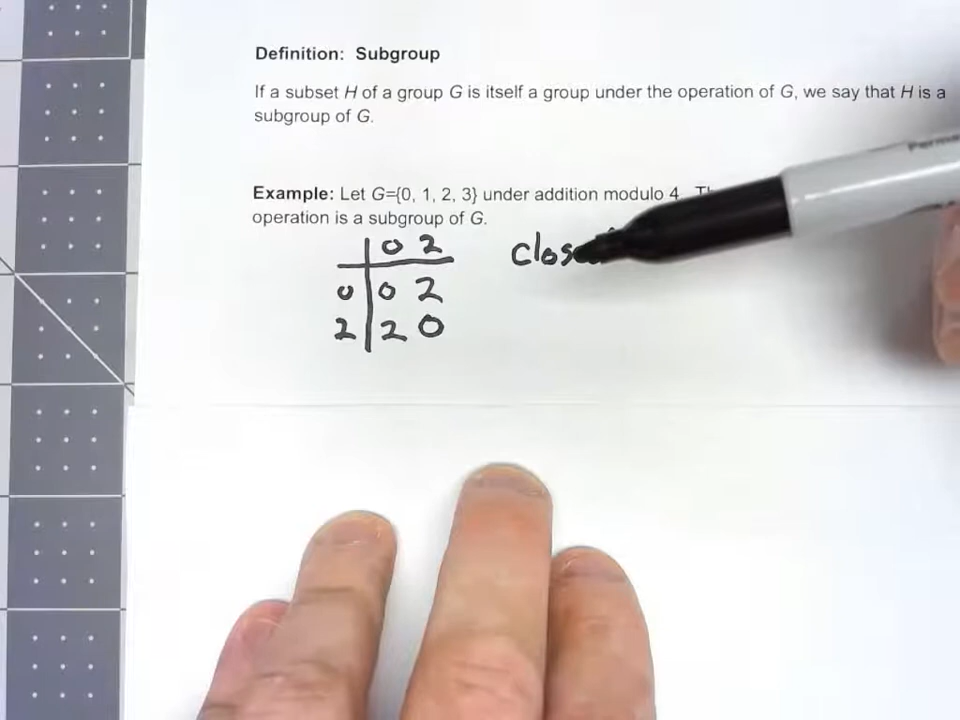 Definition: Subgroup
If a subset H of a group G is itself a group under the operation of G, we say that H is a
subgroup of G.
Example: Let G={0, 1, 2, 3} under addition modulo 4.
operation is a subgroup of G.
0 2
0 0 2
2 2 0